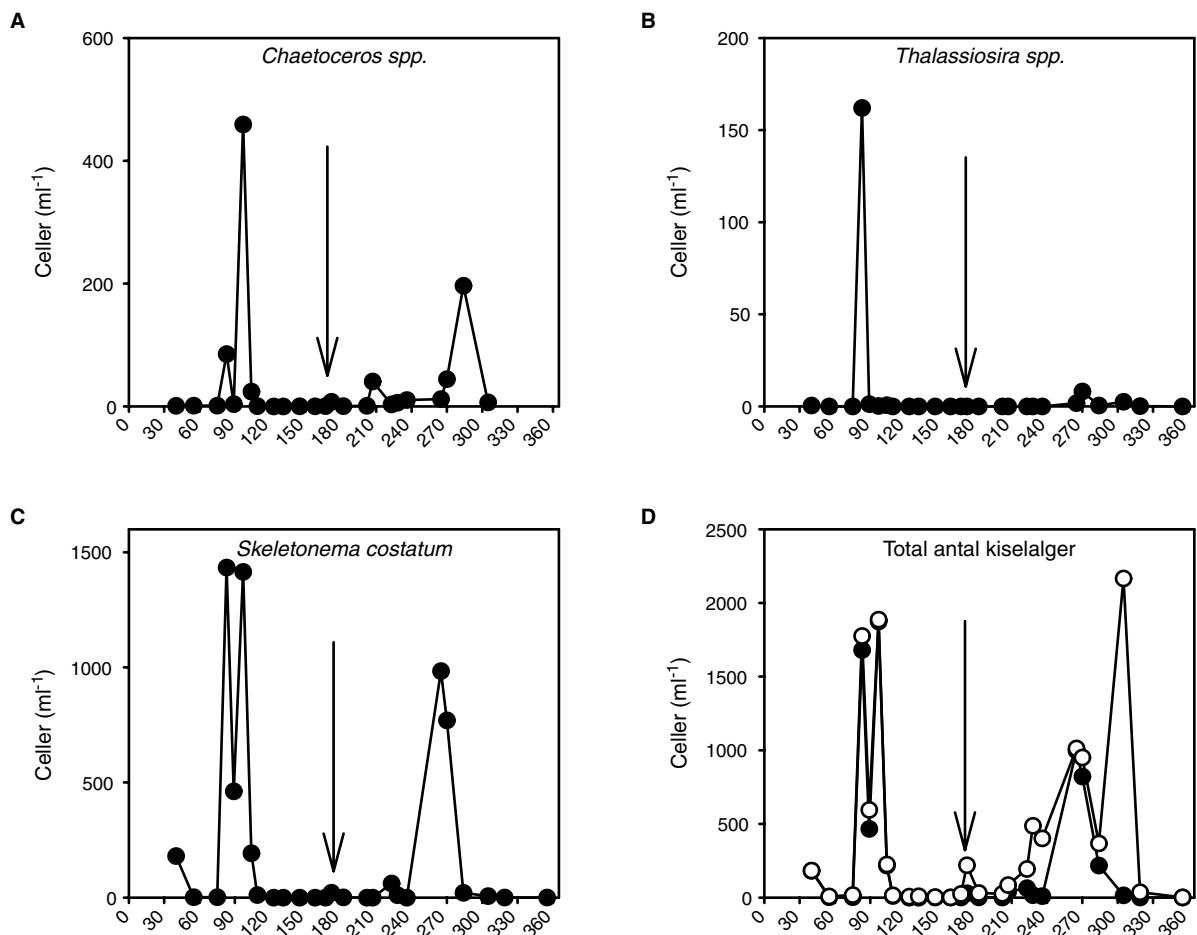 A
Chaetoceros spp.
600
400
200
0
Celler (ml-1)
0 30 60 90 120 150 180 210 240 270 300 330 360
B
Thalassiosira spp.
200
150
100
50
0
Celler (ml-1)
0 30 60 90 120 150 180 210 240 270 300 330 360
C
Skeletonema costatum
1500
1000
500
0
Celler (ml-1)
0 30 60 90 120 150 180 210 240 270 300 330 360
D
Total antal kiselalger
2500
2000
1500
1000
500
0
Celler (ml-1)
0 30 60 90 120 150 180 210 240 270 300 330 360